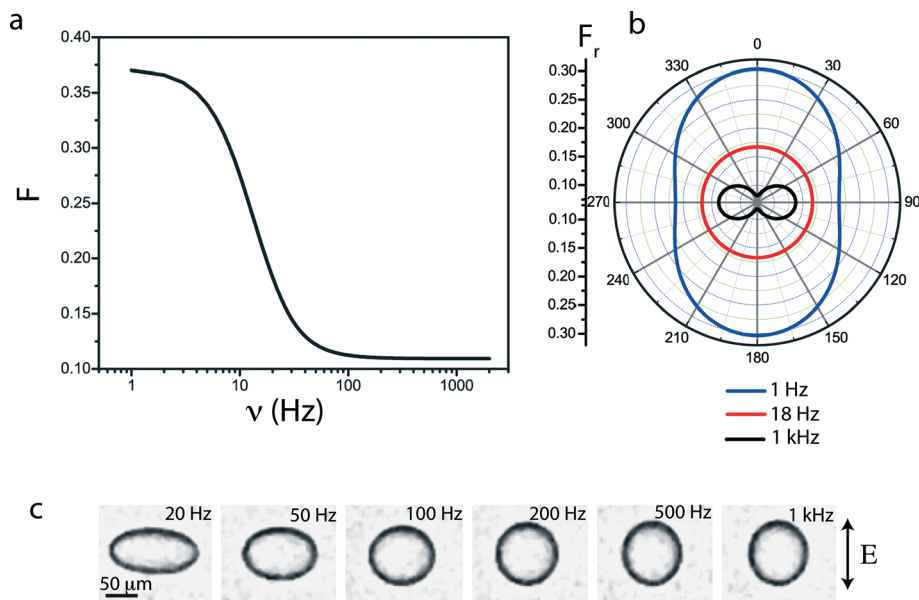 a
0.40
0.35
0.30
0.25
0.20
0.15
0.10
F
1
10
100
1000
ν (Hz)
b
F r
0.30
0.25
0.20
0.15
0.10
0.10
0.15
0.20
0.25
0.30
0
30
60
90
120
150
180
210
240
270
300
330
1 Hz
18 Hz
1 kHz
c
20 Hz
50 Hz
100 Hz
200 Hz
500 Hz
1 kHz
50 μm
E